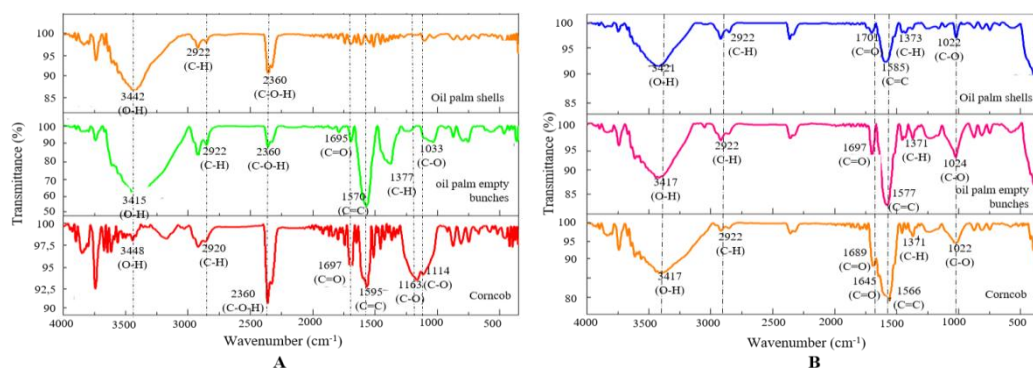 Transmittance (%)
100
95
90
85
3442
(O-H)
2922
(C-H)
2360
(C-O-H)
Oil palm shells
100
90
80
70
60
50
3415
(O-H)
2922
(C-H)
2360
(C-O-H)
1695
(C=O)
1570
(C=C)
1377
(C-H)
1033
(C-O)
oil palm empty
bunches
100
97,5
95
92,5
90
3448
(O-H)
2920
(C-H)
2360
(C-O-H)
1697
(C=O)
1595
(C=C)
1163
(C-O)
1114
(C-O)
Corncob
4000
3500
3000
2500
2000
1500
1000
500
Wavenumber (cm⁻¹)
A
Transmittance (%)
100
95
90
85
3421
(O-H)
2922
(C-H)
1701
(C=O)
1585)
(C=C)
1373
(C-H)
1022
(C-O)
Oil palm shells
100
95
90
85
3417
(O-H)
2922
(C-H)
1697
(C=O)
1577
(C=C)
1371
(C-H)
1024
(C-O)
oil palm empty
bunches
100
95
90
80
3417
(O-H)
2922
(C-H)
1689
(C=O)
1645
(C=O)
1566
(C=C)
1371
(C-H)
1022
(C-O)
Corncob
4000
3500
3000
2500
2000
1500
1000
500
Wavenumber (cm⁻¹)
B